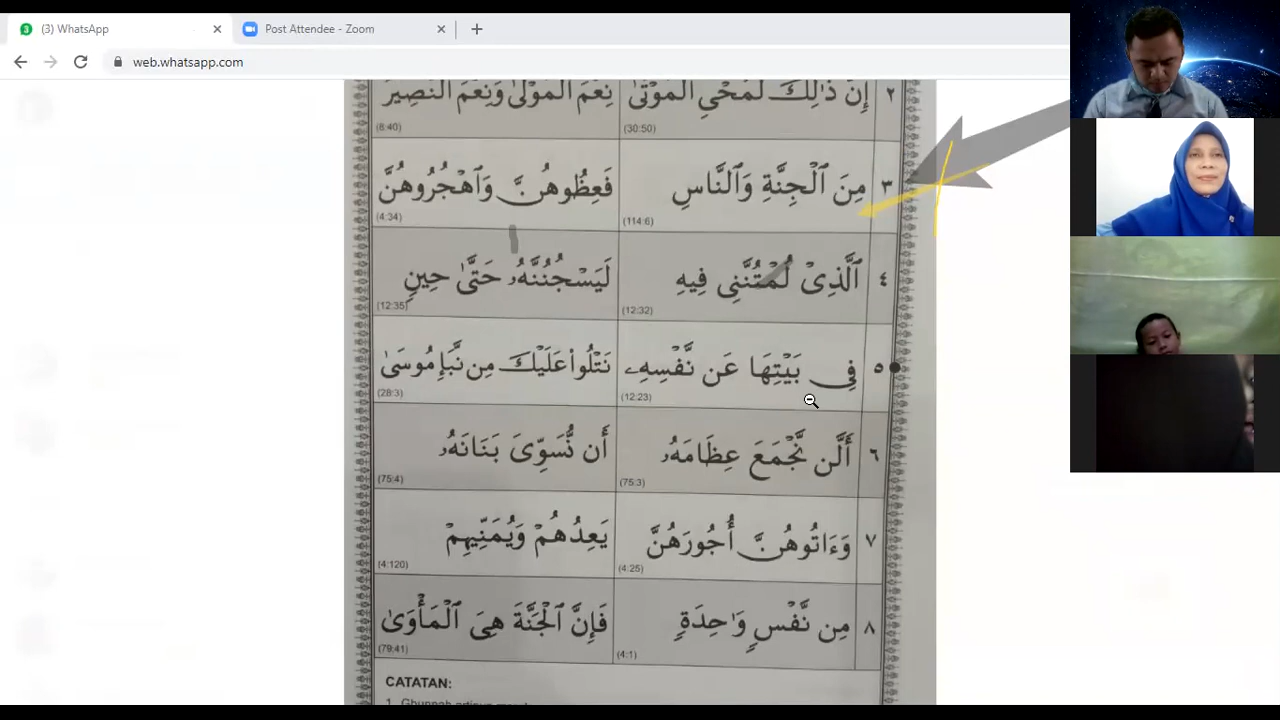 (3) WhatsApp
Post Attendee - Zoom
web.whatsapp.com
٢ إِنَّ ذَٰلِكَ لَمُحْيِ الْمَوْتَىٰ نِعْمَ الْمَوْلَىٰ وَنِعْمَ النَّصِيرُ
(30:50) (8:40)
٣ مِنَ ٱلْجِنَّةِ وَٱلنَّاسِ فَعِظُوهُنَّ وَٱهْجُرُوهُنَّ
(114:6) (4:34)
٤ ٱلَّذِىْ لُمْتُنَّنِى فِيهِ لَيَسْجُنُنَّهُۥ حَتَّىٰ حِينٍ
(12:32) (12:35)
٥ فِى بَيْتِهَا عَن نَّفْسِهِۦ نَتْلُوا۟ عَلَيْكَ مِن نَّبَإِ مُوسَىٰ
(12:23) (28:3)
٦ أَلَّن نَّجْمَعَ عِظَامَهُۥ أَن نُّسَوِّىَ بَنَانَهُۥ
(75:3) (75:4)
٧ وَءَاتُوهُنَّ أُجُورَهُنَّ يَعِدُهُمْ وَيُمَنِّيهِمْ
(4:25) (4:120)
٨ مِن نَّفْسٍ وَٰحِدَةٍ فَإِنَّ ٱلْجَنَّةَ هِىَ ٱلْمَأْوَىٰ
(4:1) (79:41)
CATATAN: